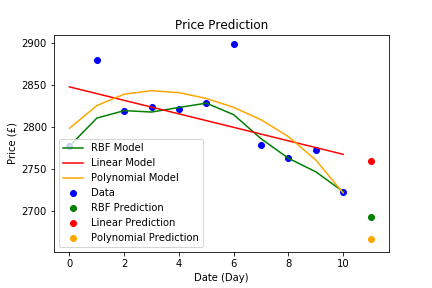 Price Prediction
2900
2850
2800
2750
2700
Price (£)
RBF Model
Linear Model
Polynomial Model
Data
RBF Prediction
Linear Prediction
Polynomial Prediction
0 2 4 6 8 10
Date (Day)